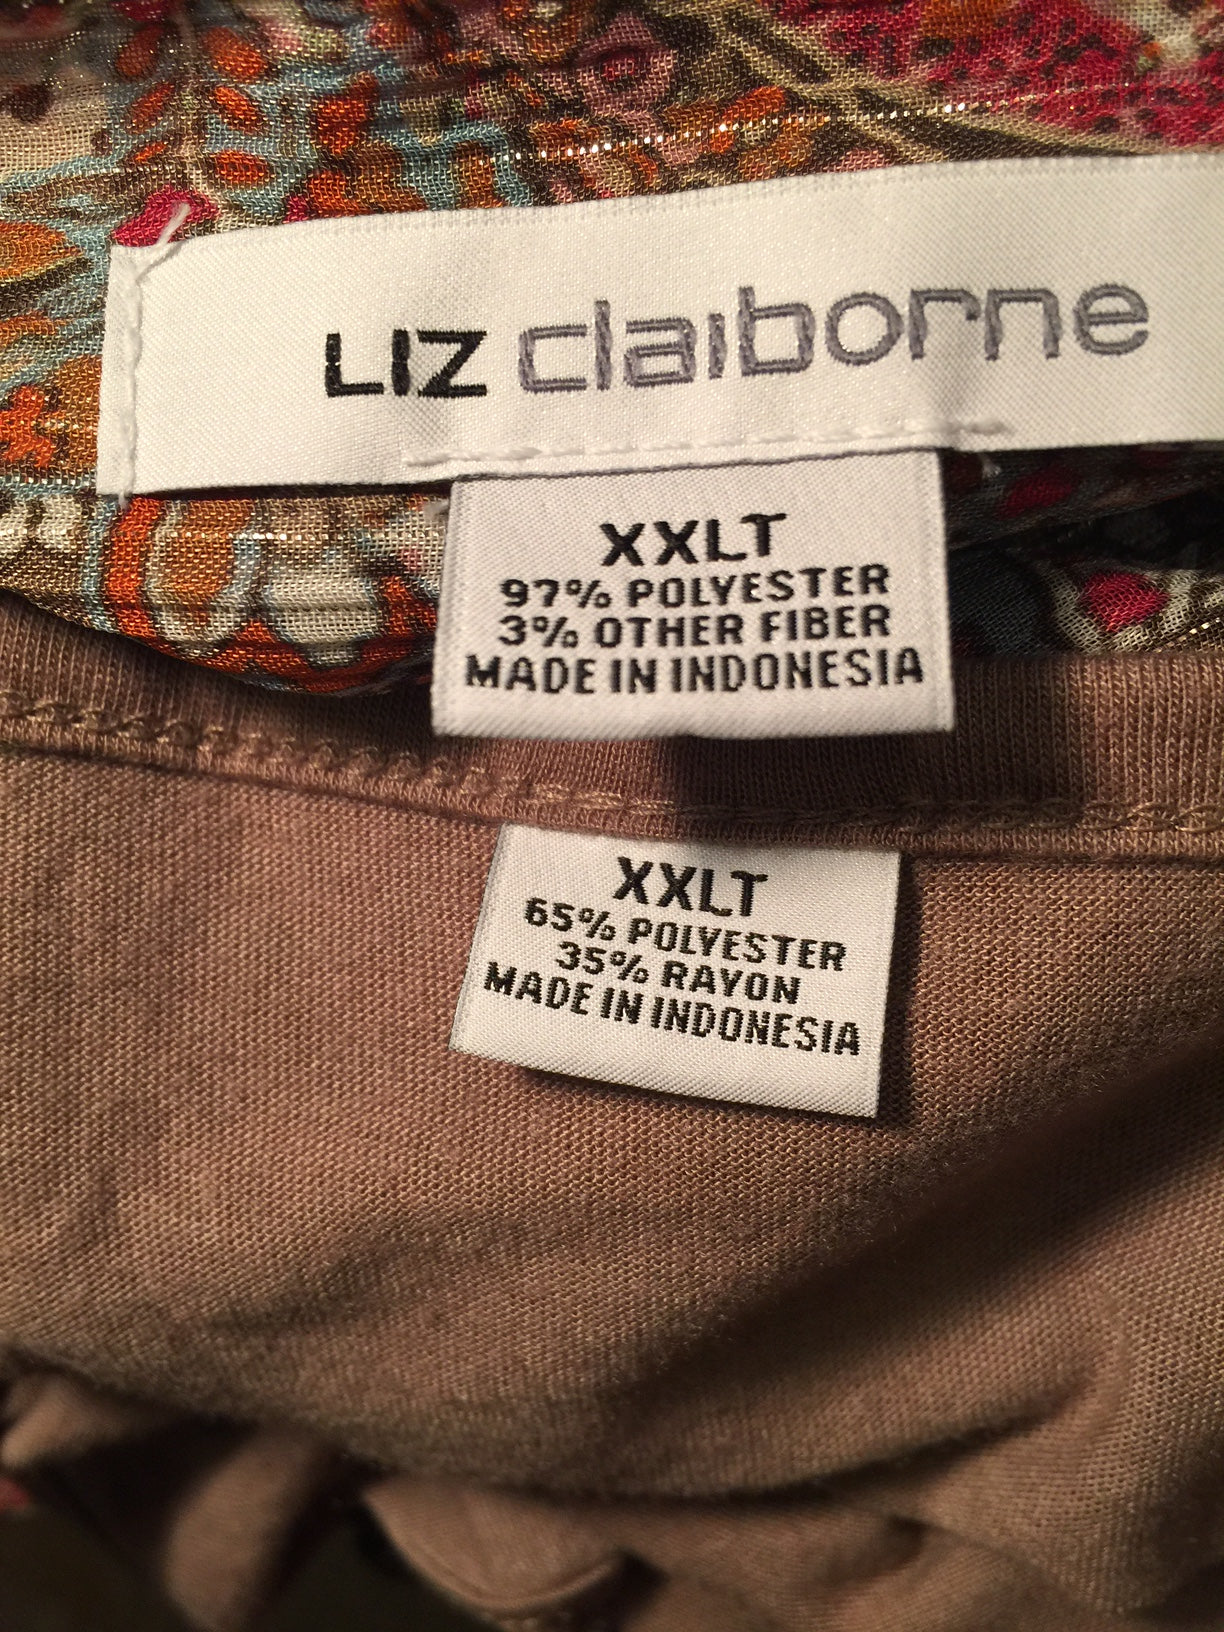 LIZ claiborne
XXLT
97% POLYESTER
3% OTHER FIBER
MADE IN INDONESIA
XXLT
65% POLYESTER
35% RAYON
MADE IN INDONESIA